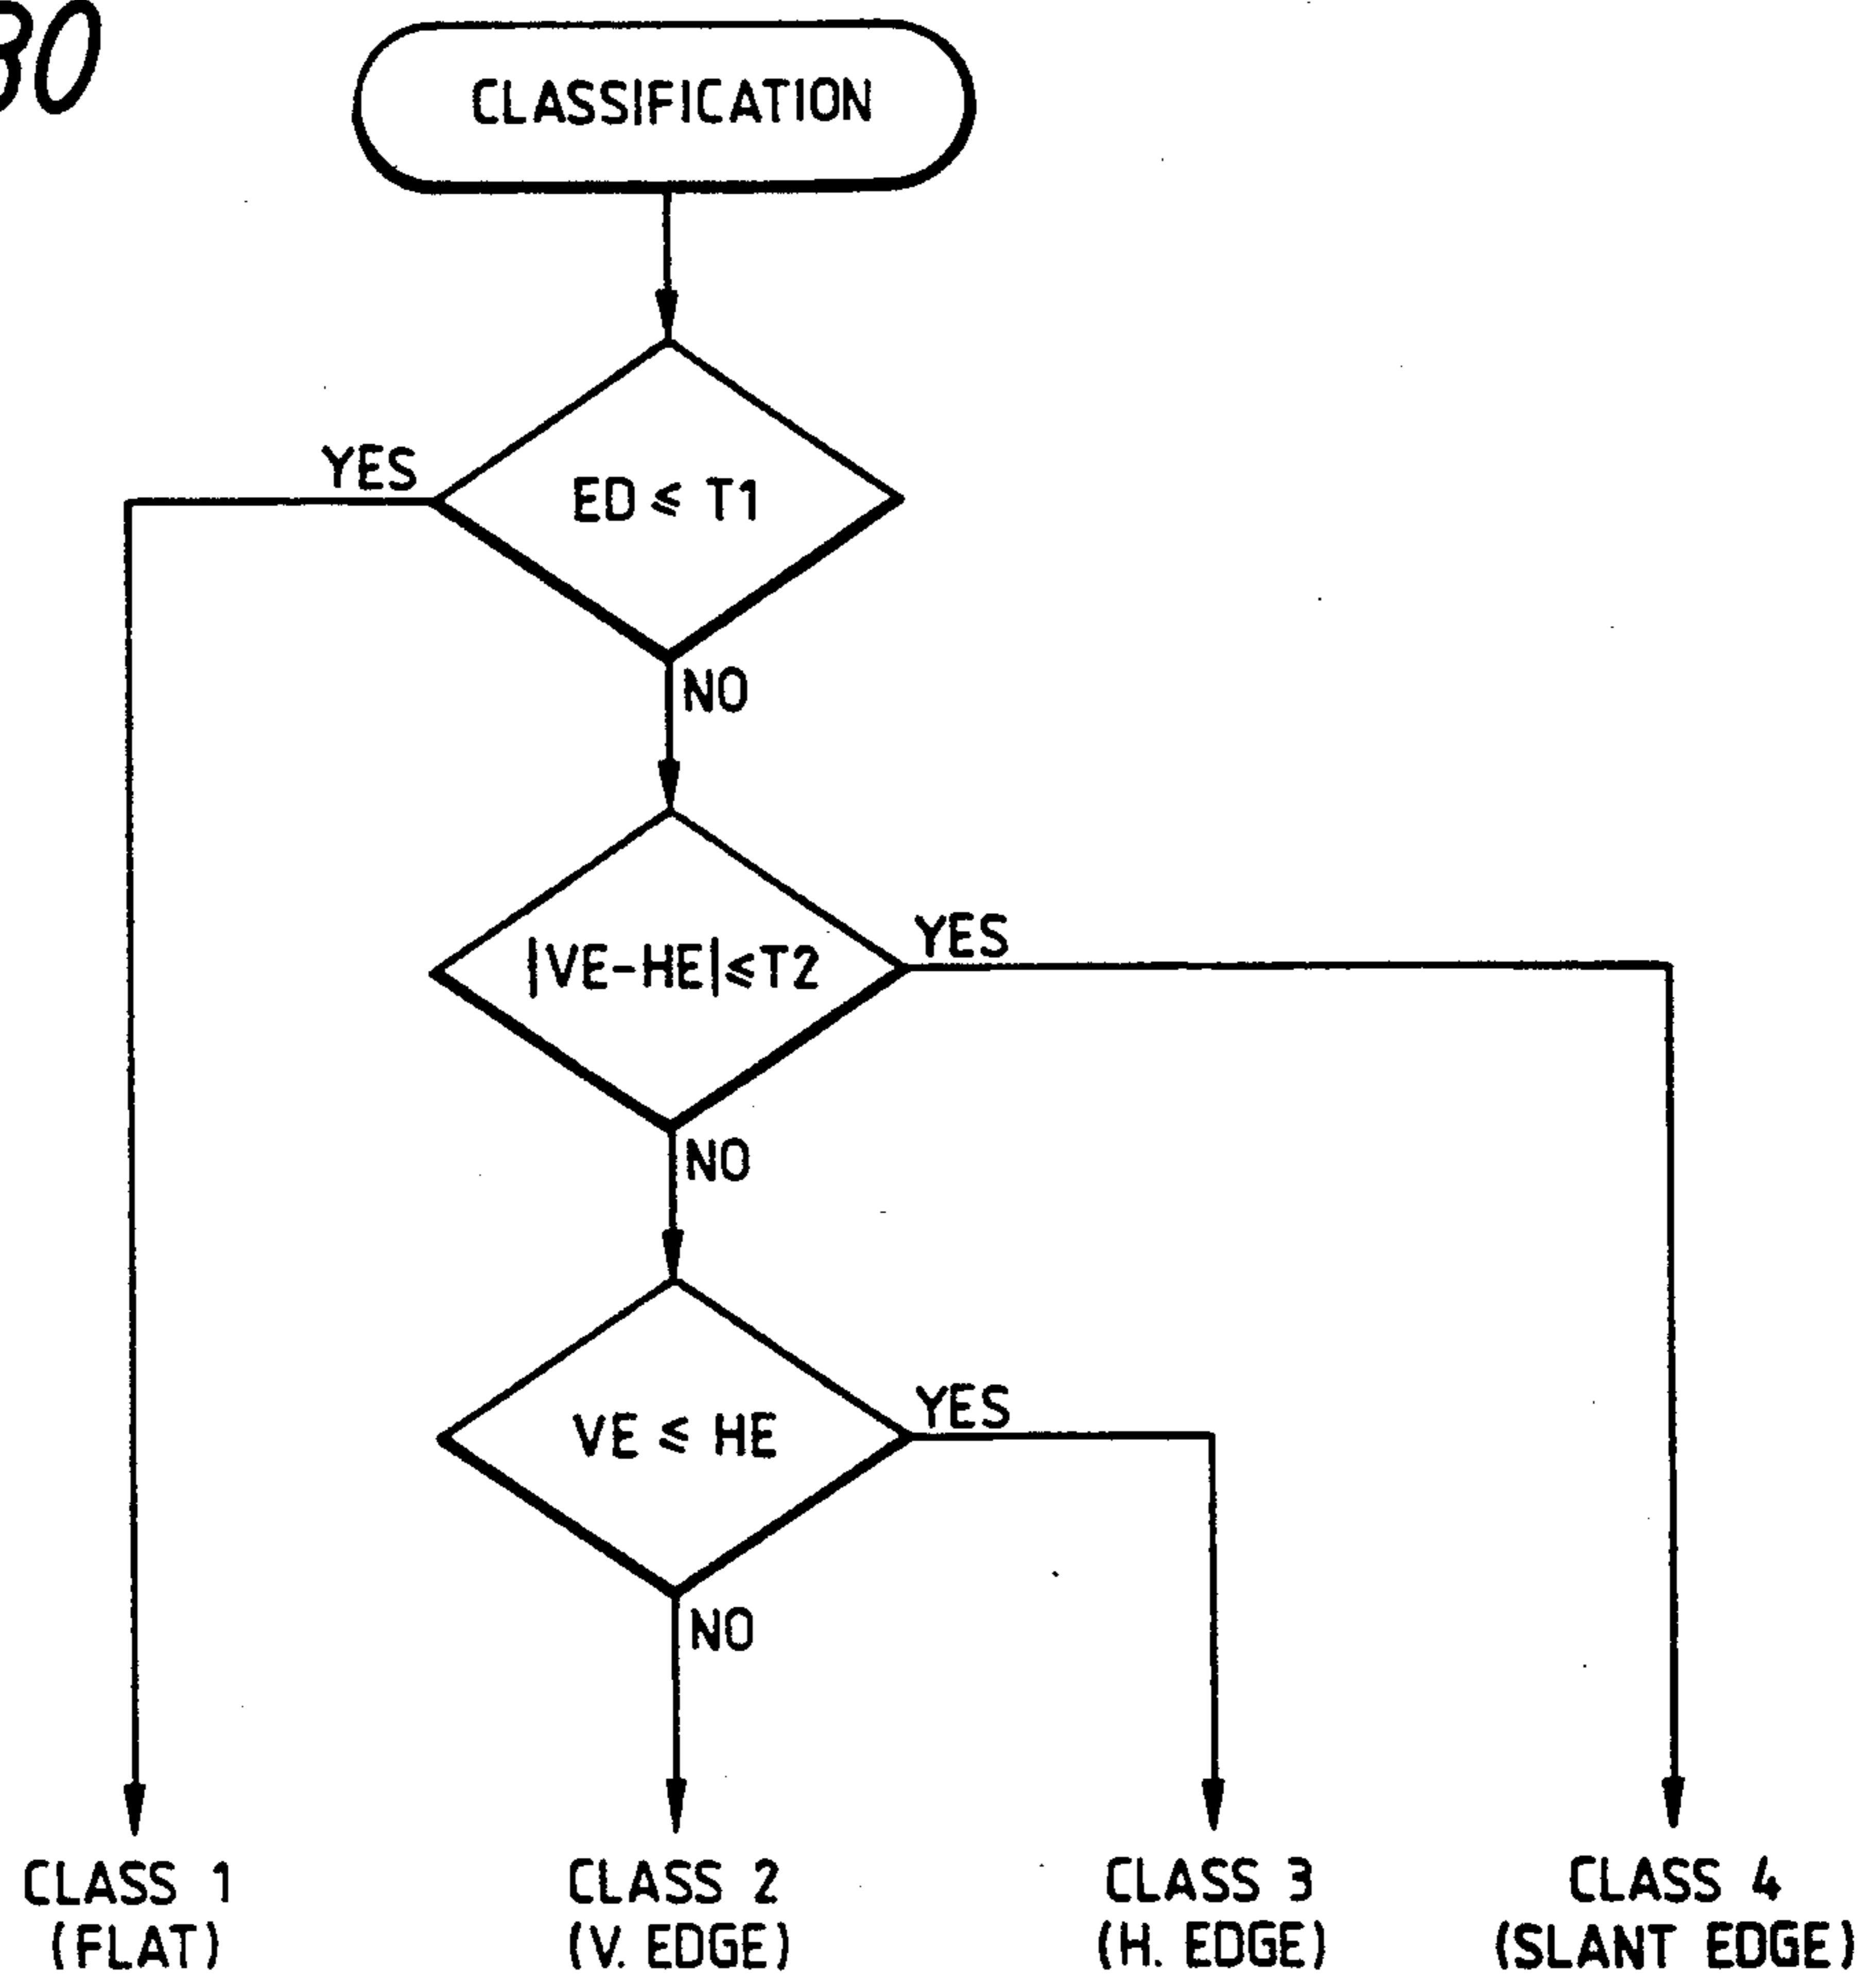 30
CLASSIFICATION
YES
ED ≤ T1
NO
|VE-HE|≤T2
YES
NO
VE ≤ HE
YES
NO
CLASS 1
(FLAT)
CLASS 2
(V. EDGE)
CLASS 3
(H. EDGE)
CLASS 4
(SLANT EDGE)